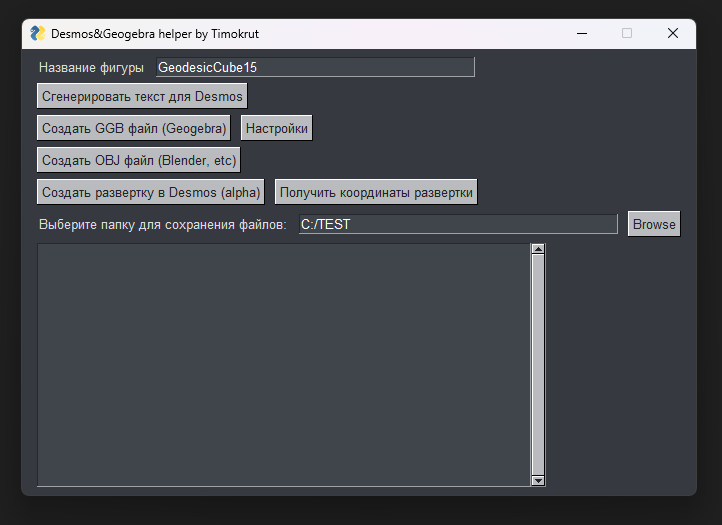 Desmos&Geogebra helper by Timokrut
Название фигуры GeodesicCube15
Сгенерировать текст для Desmos
Создать GGB файл (Geogebra) Настройки
Создать OBJ файл (Blender, etc)
Создать развертку в Desmos (alpha) Получить координаты развертки
Выберите папку для сохранения файлов: C:/TEST Browse